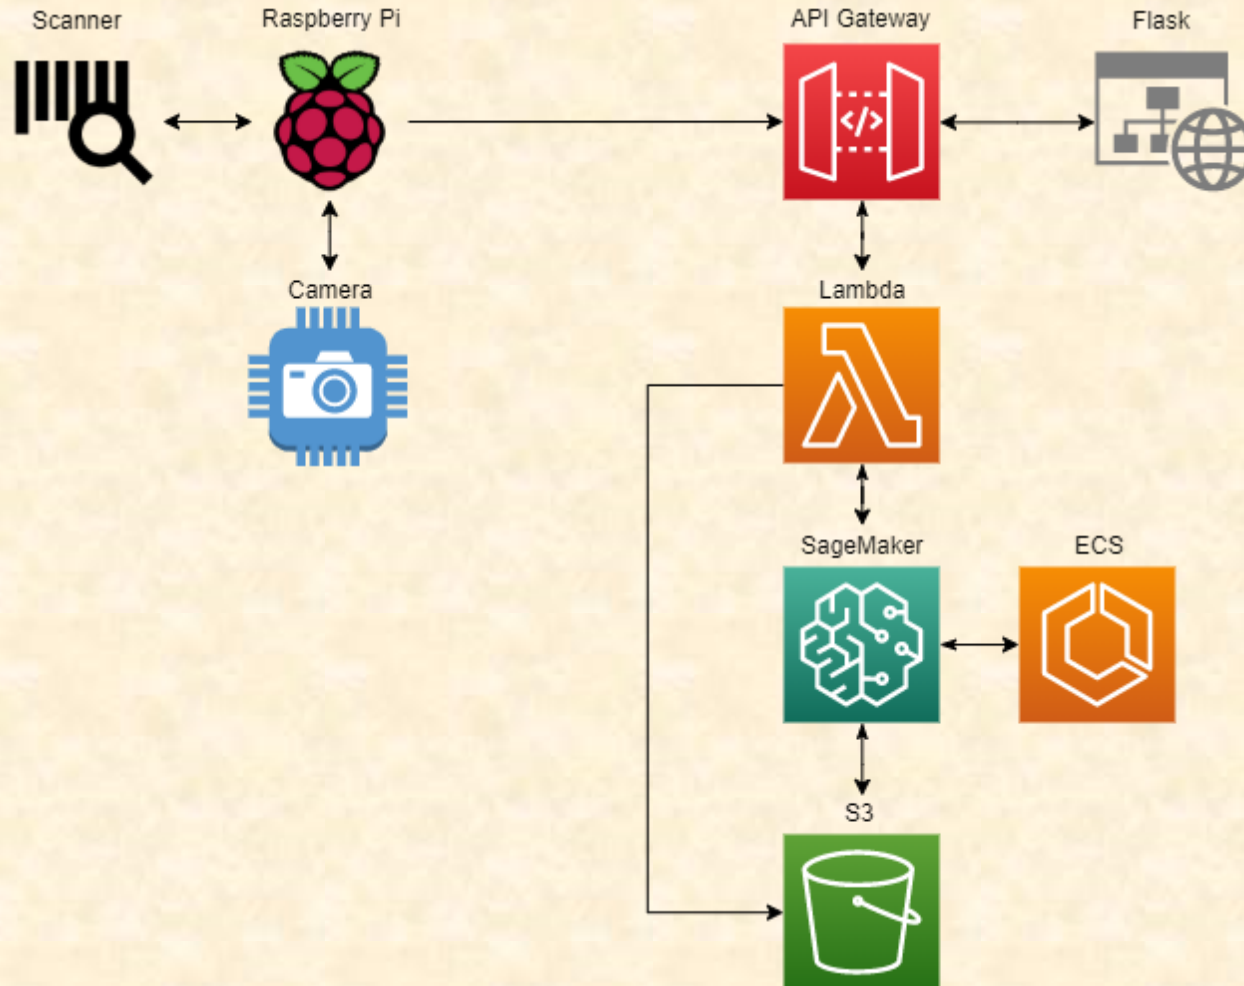 Scanner
Raspberry Pi
API Gateway
Flask
</>
Camera
Lambda
SageMaker
ECS
S3